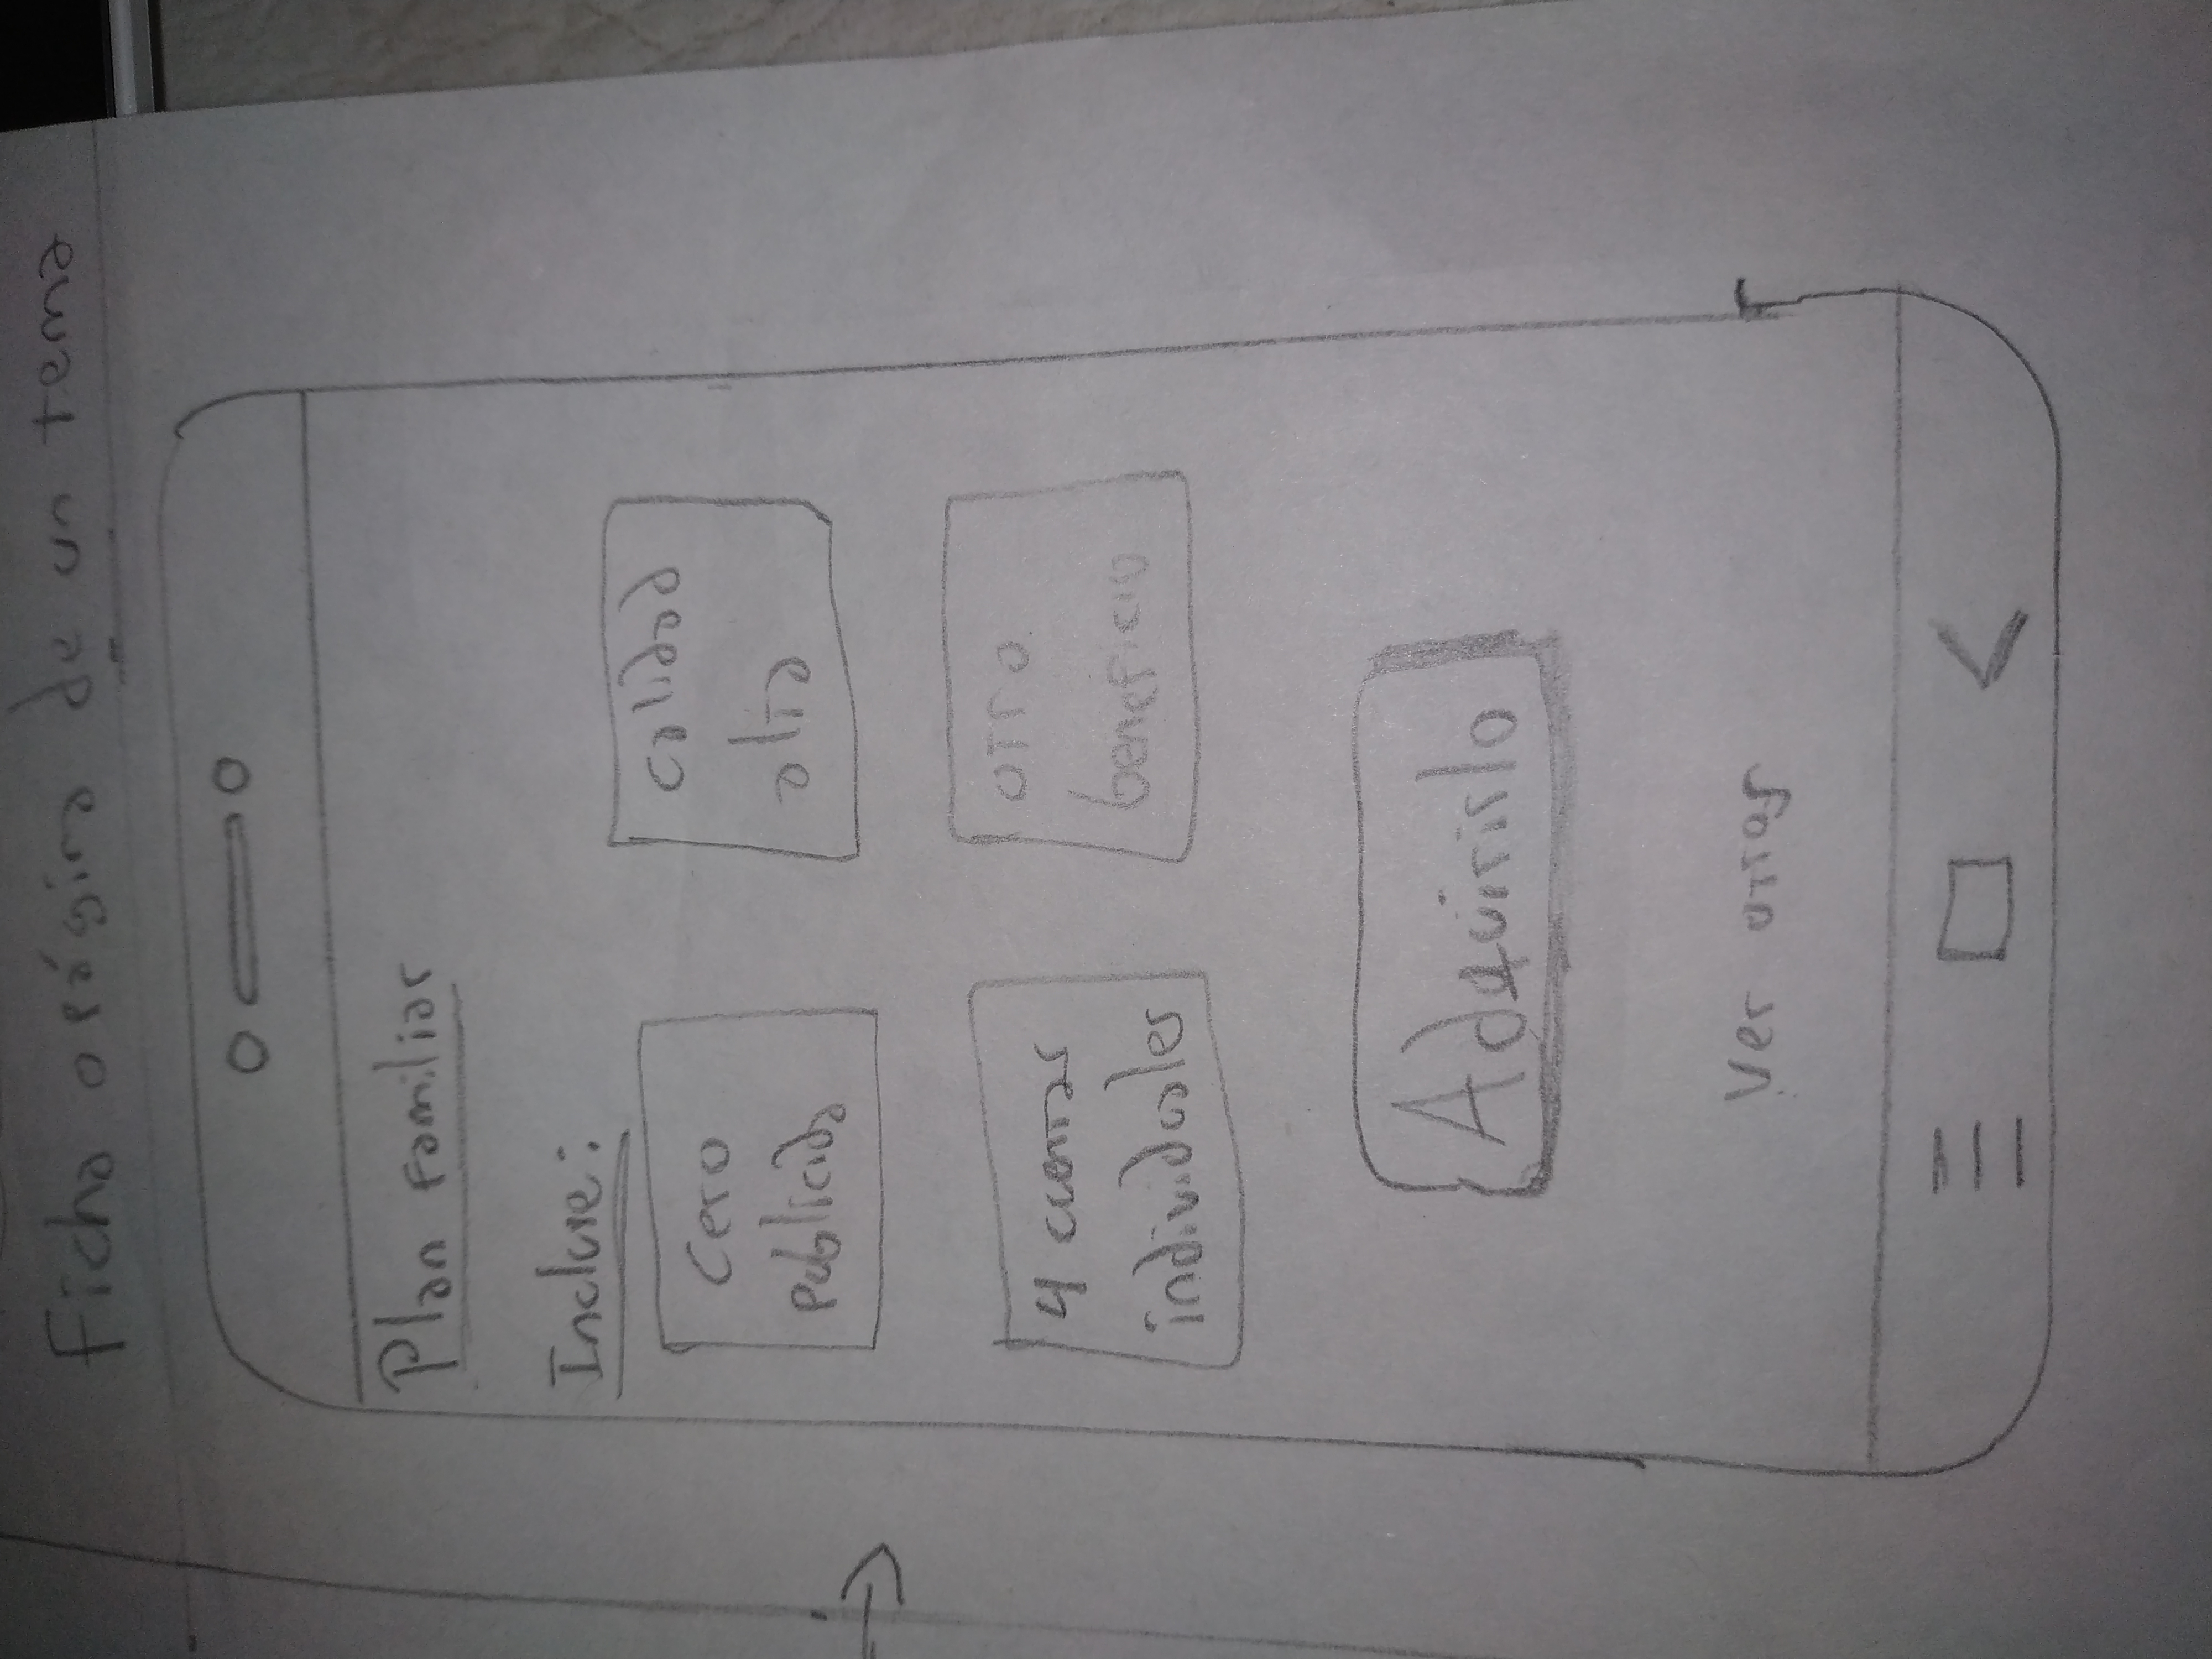 Ficha o página de un tema
Plan familiar
Incluye:
Cero
publicida
calidad
alta
4 cuentas
individuales
otro
beneficio
Adquirirlo
Ver otros